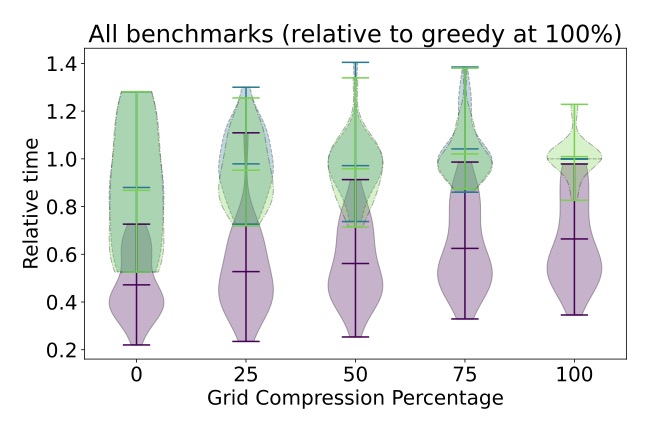 All benchmarks (relative to greedy at 100%)
1.4
1.2
1.0
0.8
0.6
0.4
0.2
Relative time
0 25 50 75 100
Grid Compression Percentage